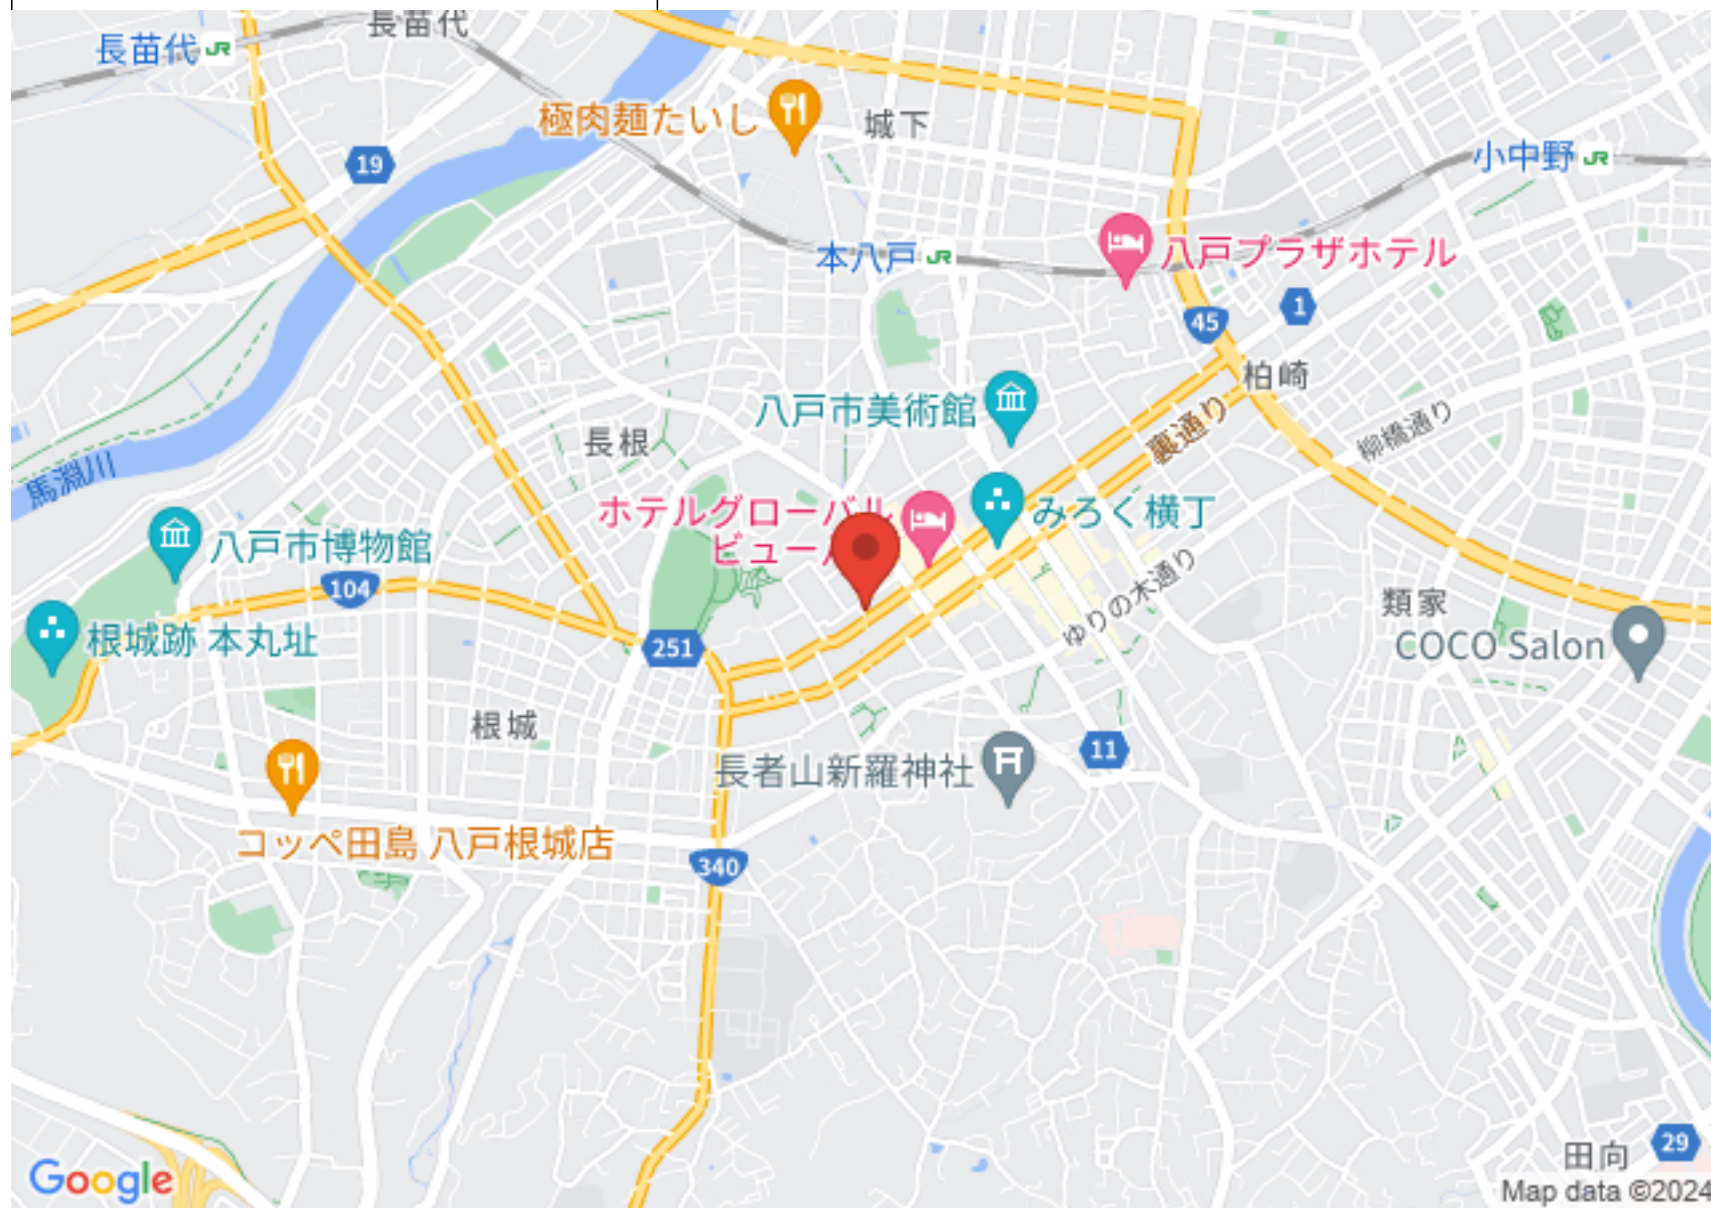 長苗代
長苗代
極肉麺たいし
城下
19
小中野
本八戸
八戸プラザホテル
1
45
柏崎
八戸市美術館
裏通り
柳橋通り
長根
馬淵川
ホテルグローバル
ビュー
みろく横丁
八戸市博物館
104
ゆりの木通り
類家
根城跡 本丸址
251
COCO Salon
根城
11
長者山新羅神社
コッペ田島 八戸根城店
340
田向
29
Google
Map data ©2024